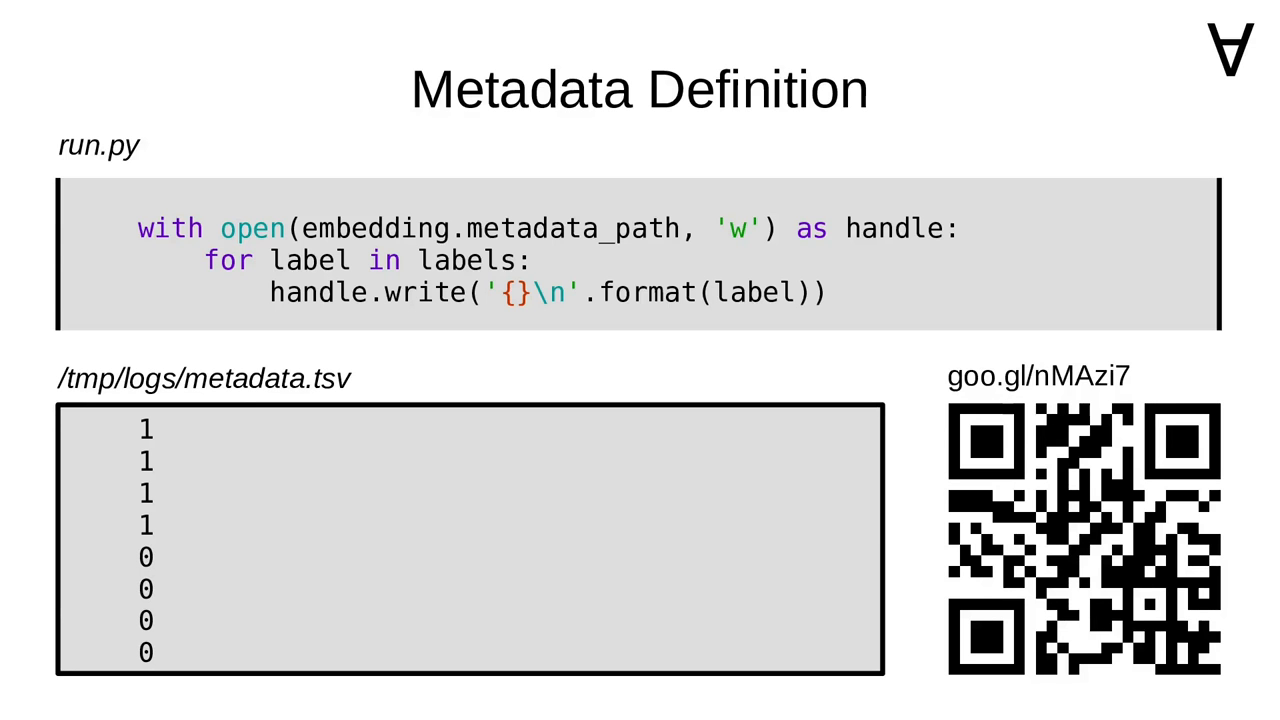 ∀
Metadata Definition
run.py
with open(embedding.metadata_path, 'w') as handle:
    for label in labels:
        handle.write('{}\n'.format(label))
/tmp/logs/metadata.tsv
goo.gl/nMAzi7
1
1
1
1
0
0
0
0